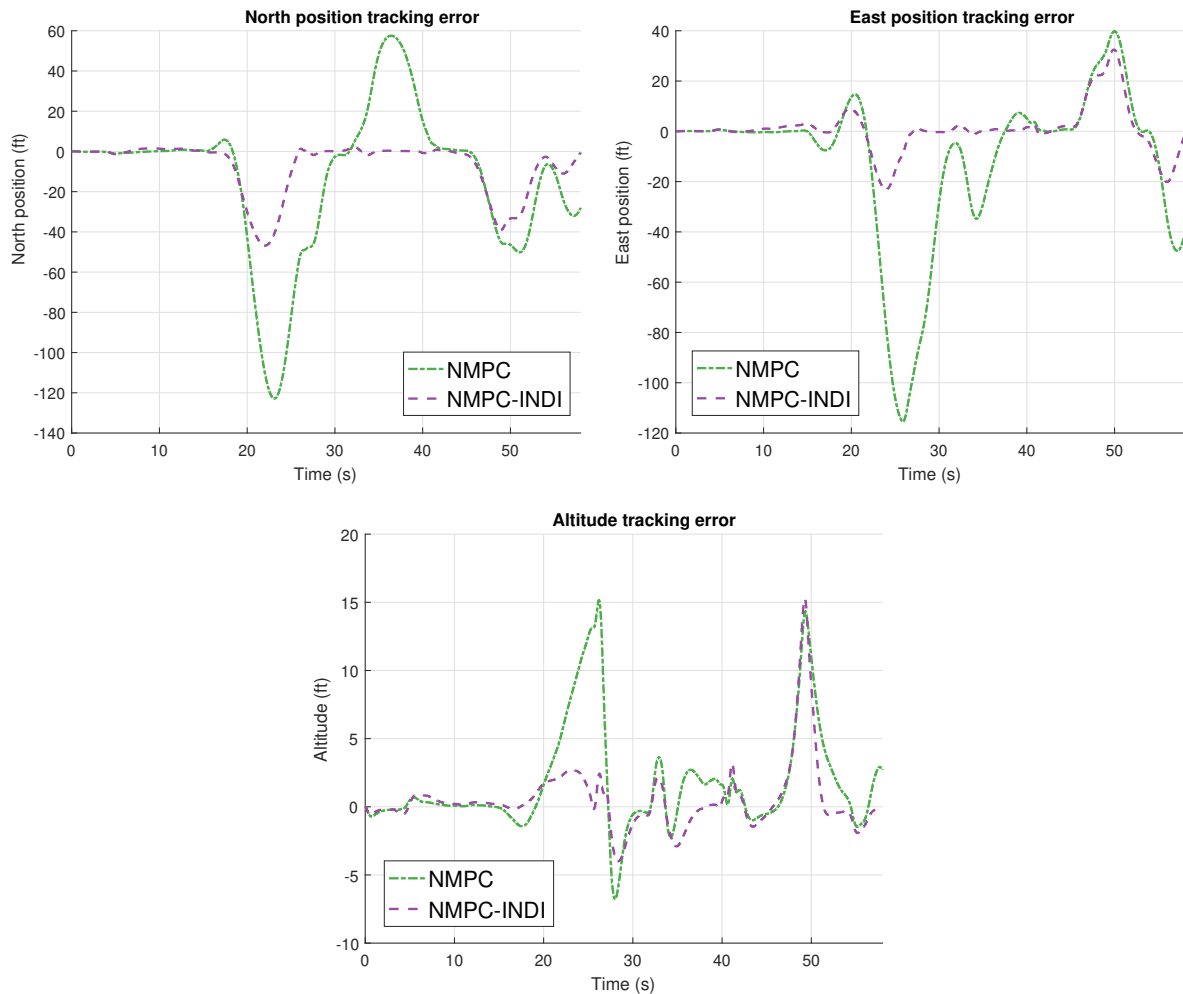 North position tracking error
60
40
20
0
-20
-40
-60
-80
-100
-120
-140
North position (ft)
NMPC
NMPC-INDI
0 10 20 30 40 50
Time (s)
East position tracking error
40
20
0
-20
-40
-60
-80
-100
-120
East position (ft)
NMPC
NMPC-INDI
0 10 20 30 40 50
Time (s)
Altitude tracking error
20
15
10
5
0
-5
-10
Altitude (ft)
NMPC
NMPC-INDI
0 10 20 30 40 50
Time (s)